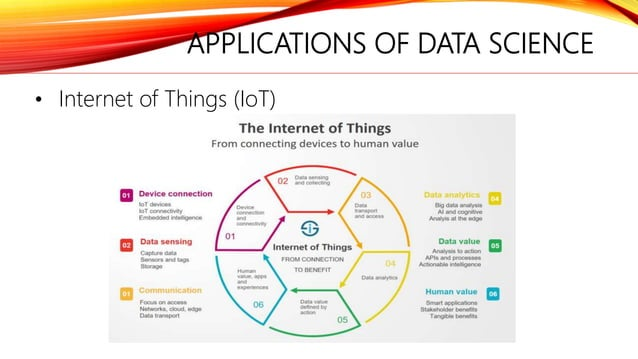 APPLICATIONS OF DATA SCIENCE
• Internet of Things (IoT)
The Internet of Things
From connecting devices to human value
01 Device connection
IoT devices
IoT connectivity
Embedded intelligence
02 Data sensing
Capture data
Sensors and tags
Storage
01 Communication
Focus on access
Networks, cloud, edge
Data transport
Device
connection
and
connectivity
01
02
Data sensing
and collecting
03
Data
transport
and access
04
Data analytics
Data value
defined by
action
05
Human
value, apps
and
experiences
06
Internet of Things
FROM CONNECTION
TO BENEFIT
Data analytics 04
Big data analysis
AI and cognitive
Analysis at the edge
Data value 05
Analysis to action
APIs and processes
Actionable intelligence
Human value 06
Smart applications
Stakeholder benefits
Tangible benefits